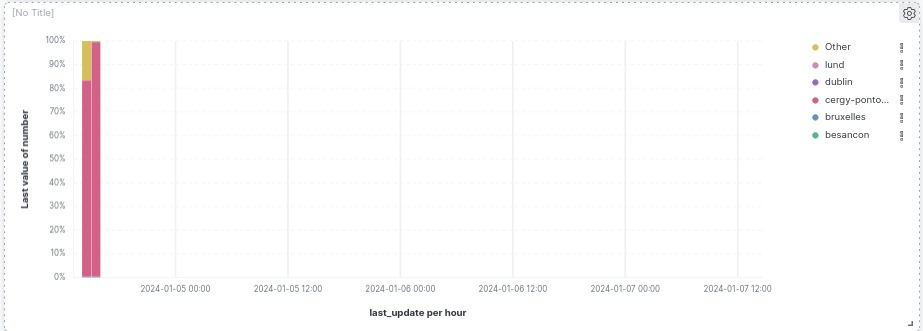 [No Title]
100%
90%
80%
70%
60%
50%
40%
30%
20%
10%
0%
Last value of number
2024-01-05 00:00
2024-01-05 12:00
2024-01-06 00:00
2024-01-06 12:00
2024-01-07 00:00
2024-01-07 12:00
last_update per hour
Other
lund
dublin
cergy-ponto...
bruxelles
besancon